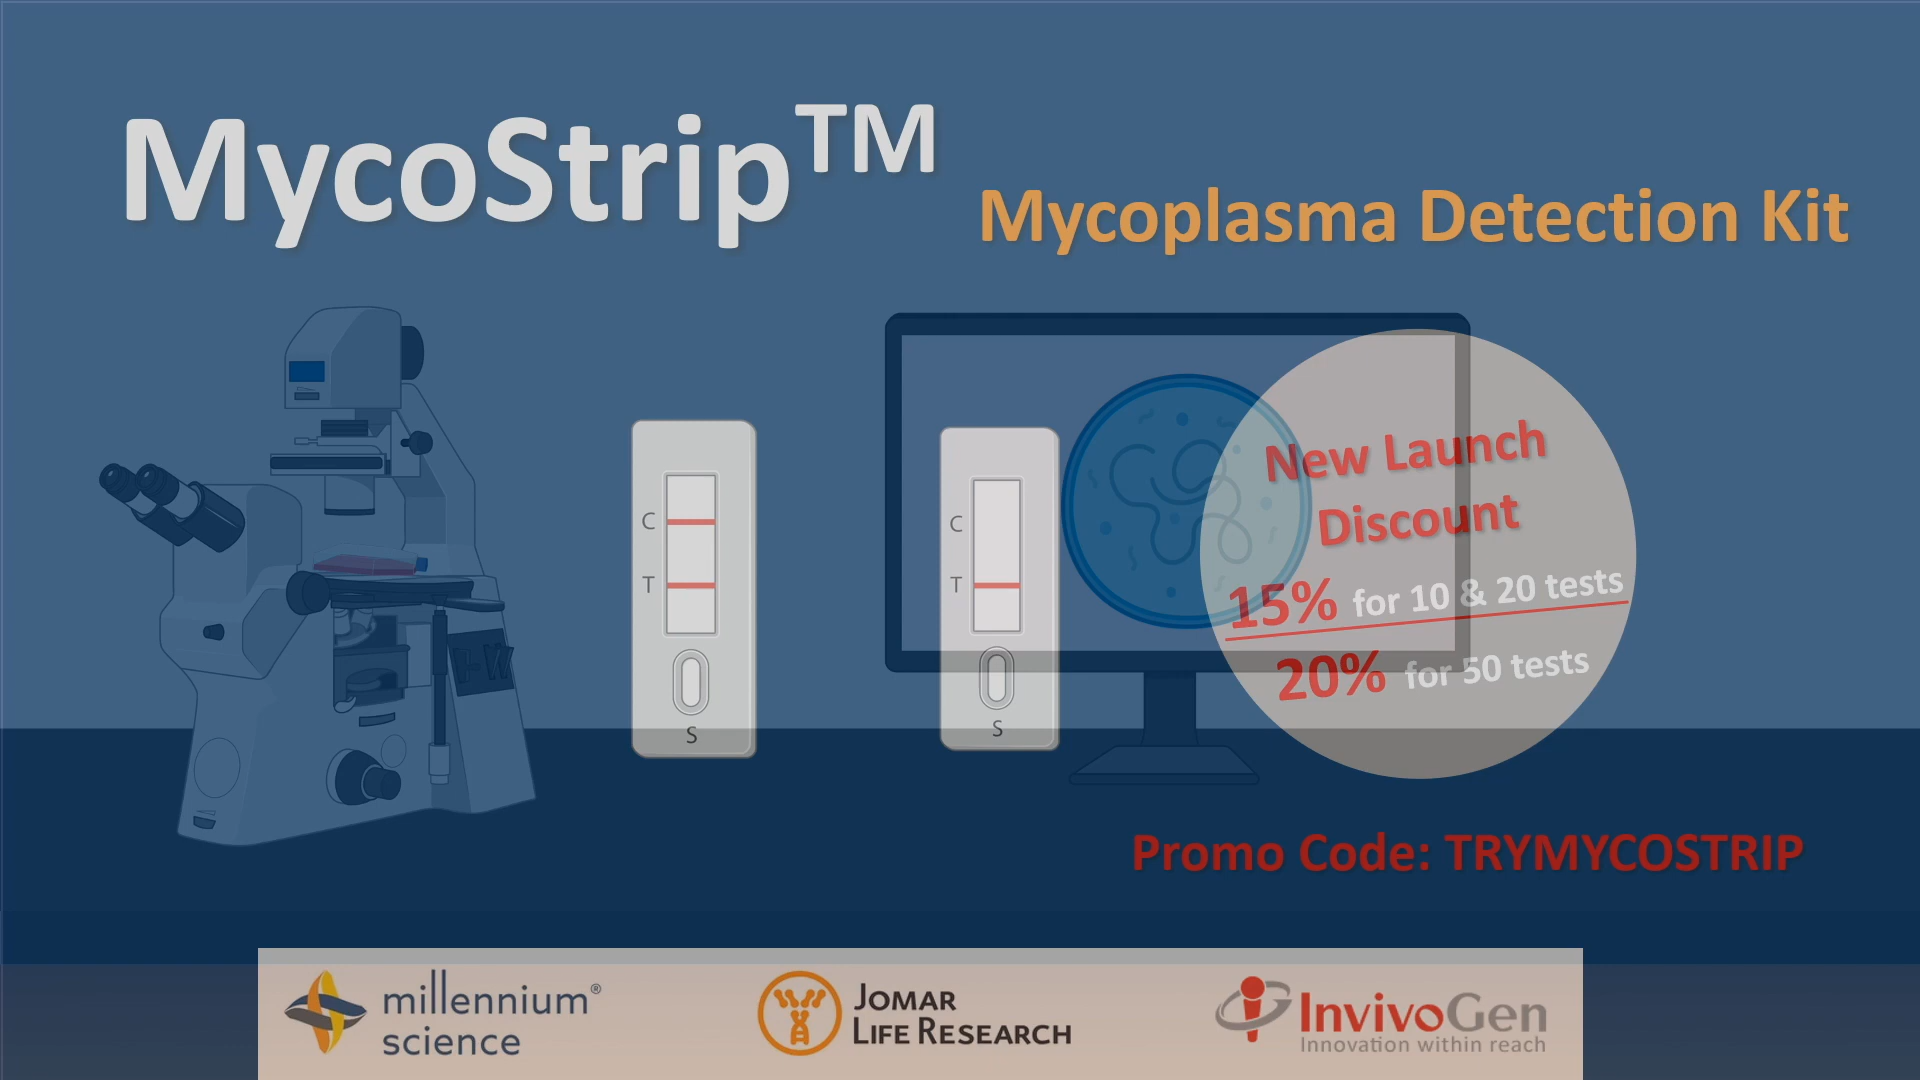 MycoStrip™
Mycoplasma Detection Kit
C
T
S
C
T
S
New Launch
Discount
15% for 10 & 20 tests
20% for 50 tests
Promo Code: TRYMYCOSTRIP
millennium®
science
JOMAR
LIFE RESEARCH
InvivoGen
Innovation within reach